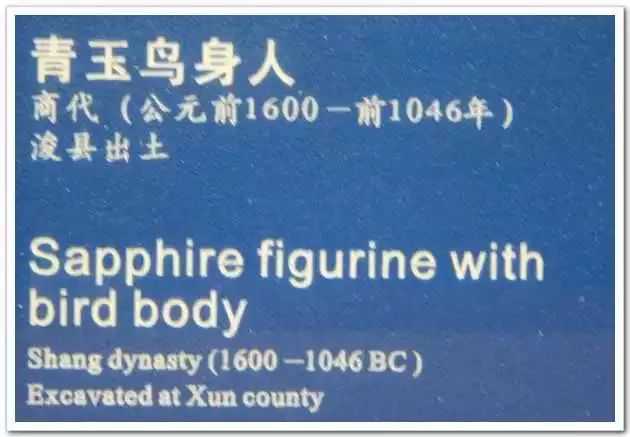 青玉鸟身人
商代（公元前1600－前1046年）
浚县出土
Sapphire figurine with
bird body
Shang dynasty (1600 –1046 BC )
Excavated at Xun county